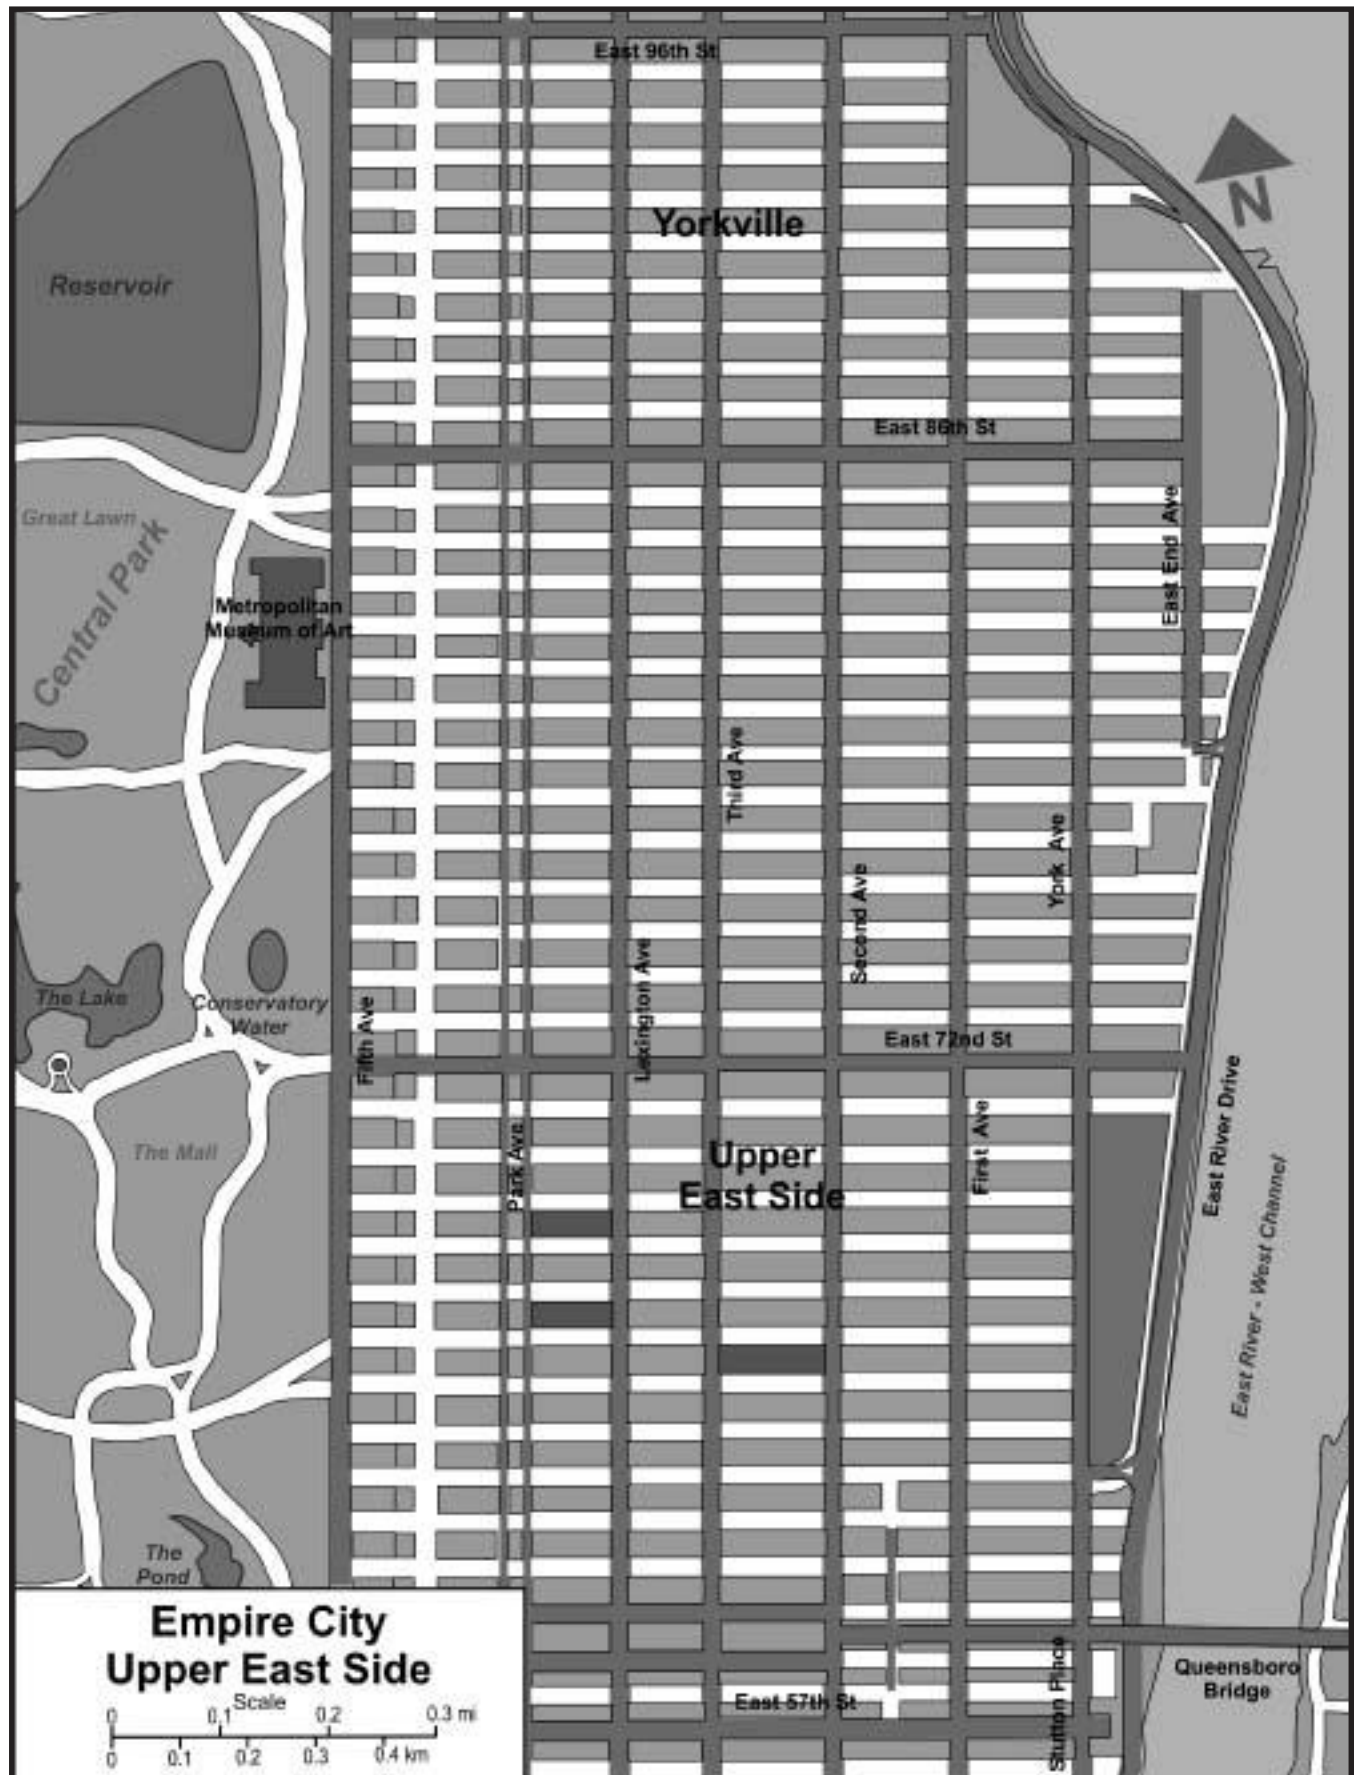 East 96th St
N
Yorkville
Reservoir
East 86th St
Great Lawn
Central Park
East End Ave
Metropolitan
Museum of Art
Third Ave
York Ave
Second Ave
Lexington Ave
The Lake
Conservatory
Water
Fifth Ave
East 72nd St
East River Drive
First Ave
Park Ave
The Mall
Upper
East Side
East River - West Channel
The
Pond
Empire City
Upper East Side
Scale
0 0.1 0.2 0.3 mi
0 0.1 0.2 0.3 0.4 km
East 57th St
Stutton Place
Queensboro
Bridge